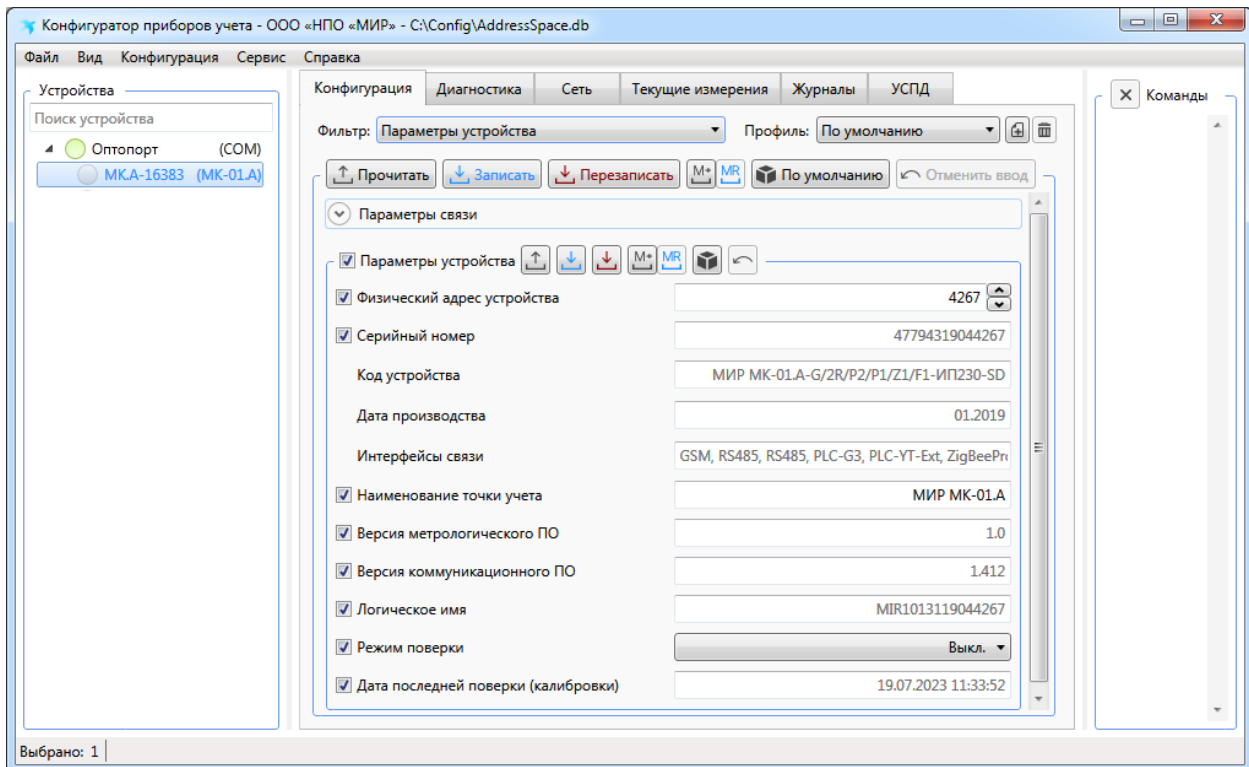 Конфигуратор приборов учета - ООО «НПО «МИР» - C:\Config\AddressSpace.db
Файл Вид Конфигурация Сервис Справка
Устройства
Поиск устройства
Оптопорт (COM)
МК.А-16383 (МК-01.А)
Конфигурация Диагностика Сеть Текущие измерения Журналы УСПД
Фильтр: Параметры устройства Профиль: По умолчанию
Прочитать Записать Перезаписать M+ MR По умолчанию Отменить ввод
Параметры связи
Параметры устройства M+ MR
Физический адрес устройства 4267
Серийный номер 47794319044267
Код устройства МИР МК-01.А-G/2R/P2/P1/Z1/F1-ИП230-SD
Дата производства 01.2019
Интерфейсы связи GSM, RS485, RS485, PLC-G3, PLC-YT-Ext, ZigBeePro
Наименование точки учета МИР МК-01.А
Версия метрологического ПО 1.0
Версия коммуникационного ПО 1.412
Логическое имя MIR1013119044267
Режим поверки Выкл.
Дата последней поверки (калибровки) 19.07.2023 11:33:52
Команды
Выбрано: 1